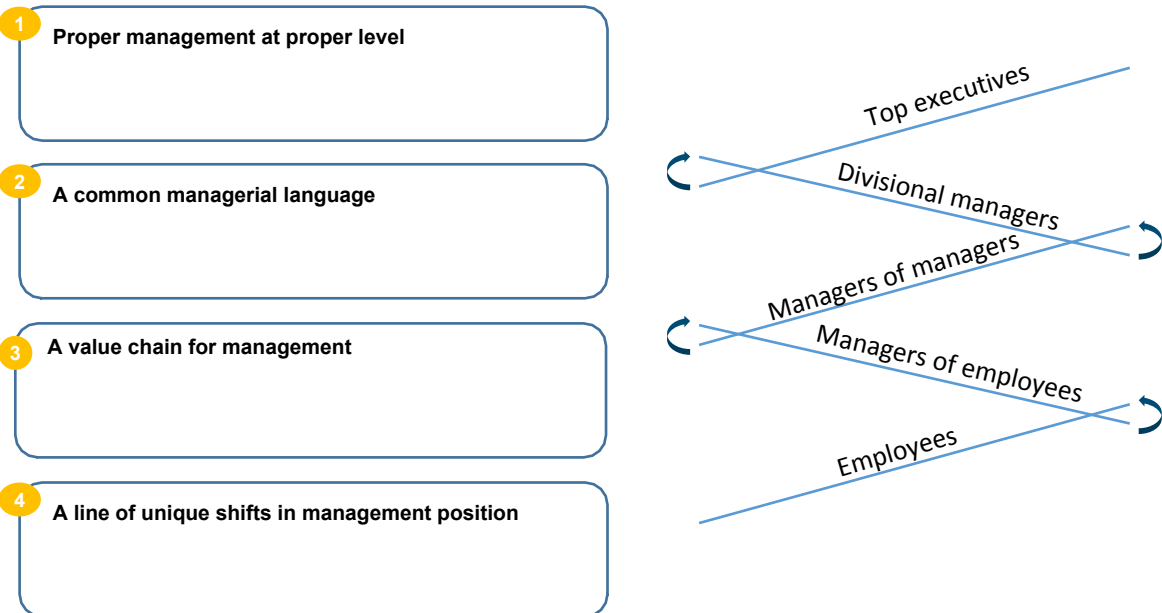 1
Proper management at proper level
2
A common managerial language
3
A value chain for management
4
A line of unique shifts in management position
Top executives
Divisional managers
Managers of managers
Managers of employees
Employees